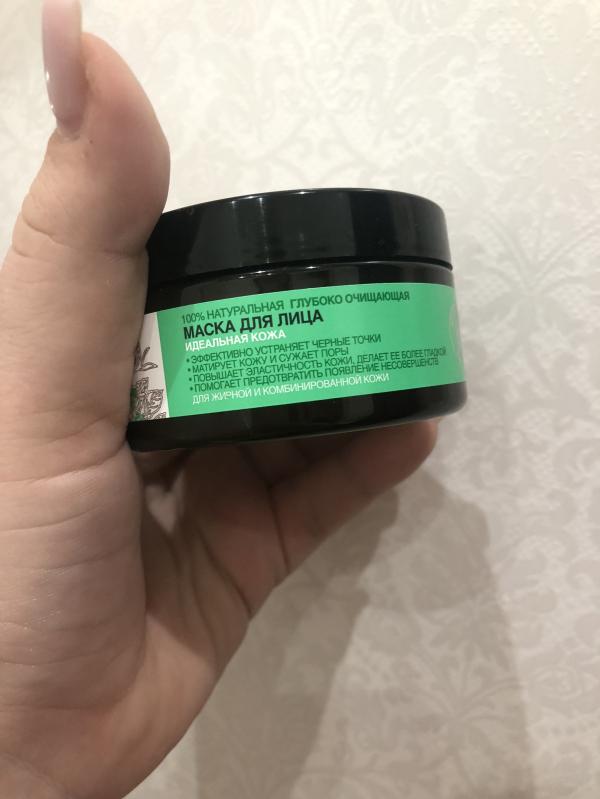 100% НАТУРАЛЬНАЯ ГЛУБОКО ОЧИЩАЮЩАЯ
МАСКА ДЛЯ ЛИЦА
ИДЕАЛЬНАЯ КОЖА
• ЭФФЕКТИВНО УСТРАНЯЕТ ЧЕРНЫЕ ТОЧКИ
• МАТИРУЕТ КОЖУ И СУЖАЕТ ПОРЫ
• ПОВЫШАЕТ ЭЛАСТИЧНОСТЬ КОЖИ, ДЕЛАЕТ ЕЕ БОЛЕЕ ГЛАДКОЙ
• ПОМОГАЕТ ПРЕДОТВРАТИТЬ ПОЯВЛЕНИЕ НЕСОВЕРШЕНСТВ
ДЛЯ ЖИРНОЙ И КОМБИНИРОВАННОЙ КОЖИ